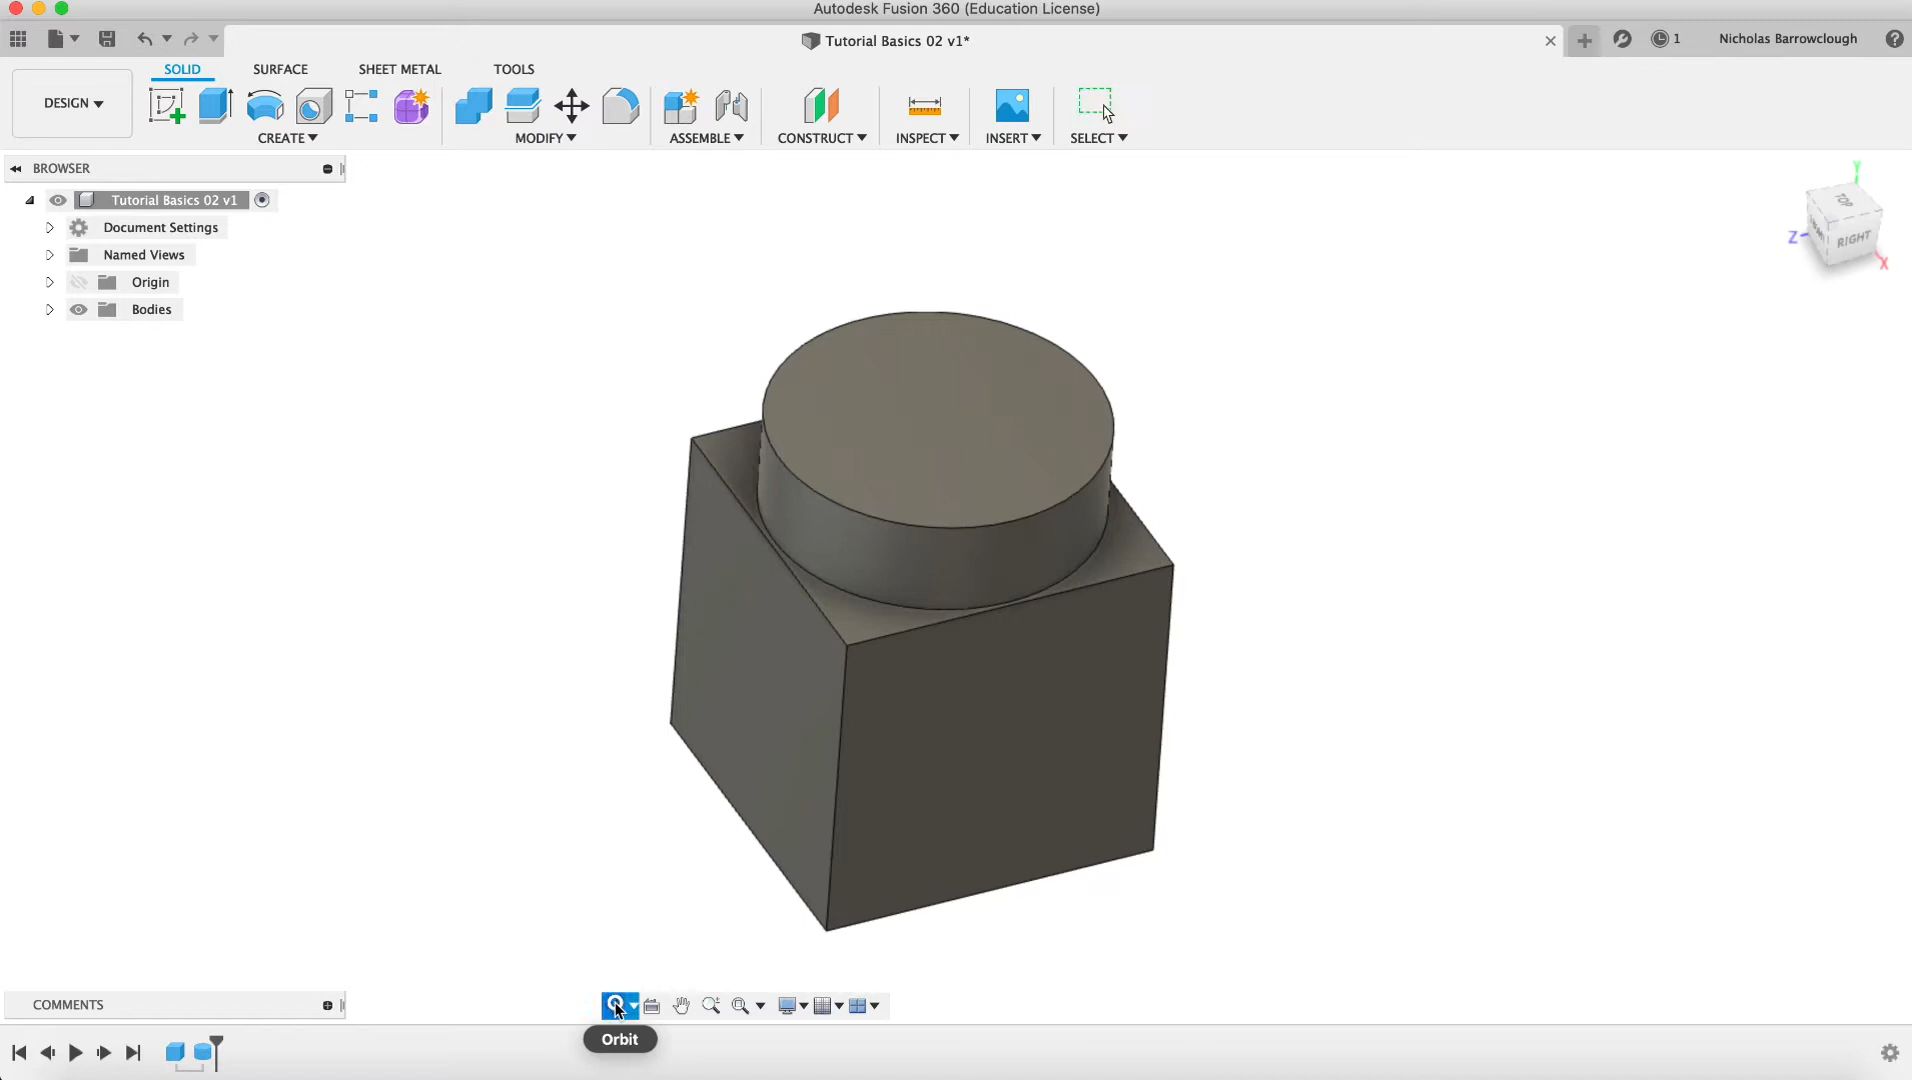 Autodesk Fusion 360 (Education License)
Tutorial Basics 02 v1*
1
Nicholas Barrowclough
DESIGN
SOLID
SURFACE
SHEET METAL
TOOLS
CREATE
MODIFY
ASSEMBLE
CONSTRUCT
INSPECT
INSERT
SELECT
BROWSER
Tutorial Basics 02 v1
Document Settings
Named Views
Origin
Bodies
Y
TOP
Z
RIGHT
X
COMMENTS
Orbit